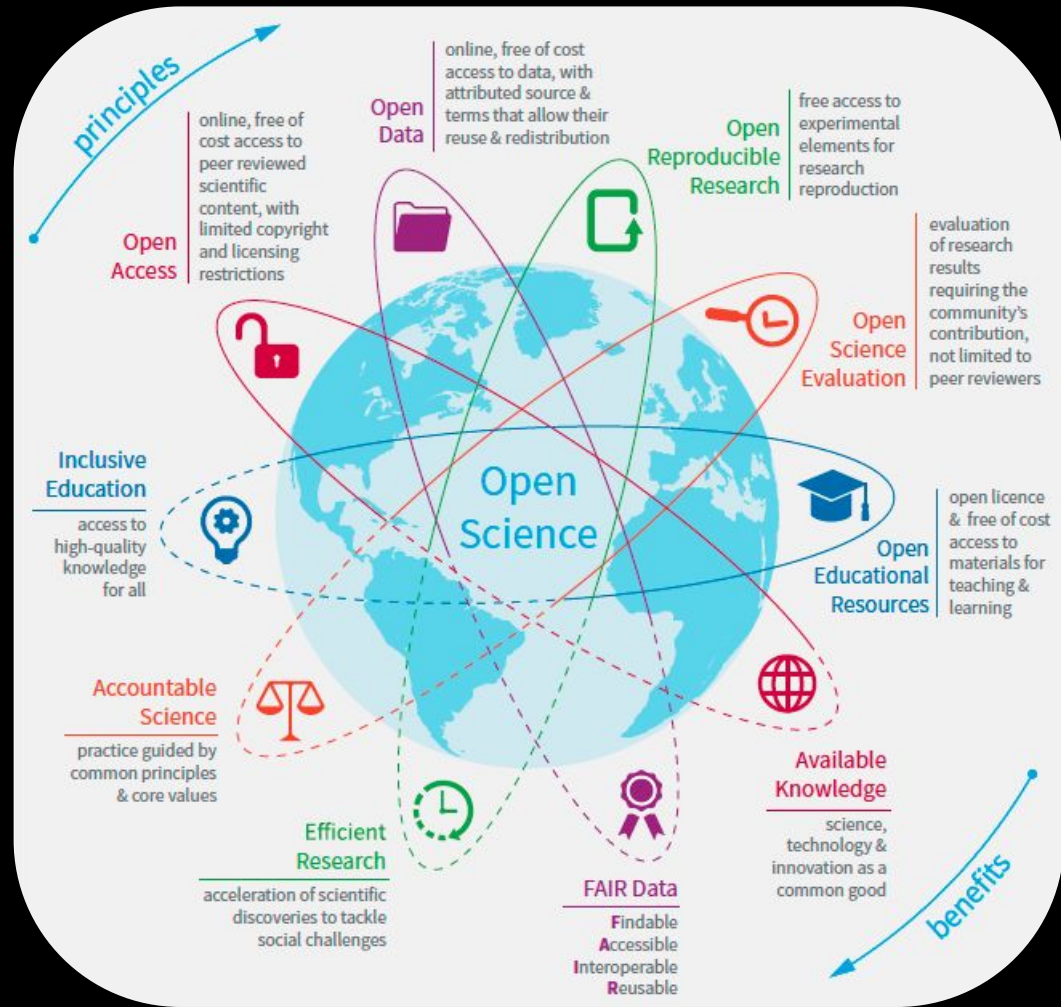 principles
Open
Access
online, free of
cost access to
peer reviewed
scientific
content, with
limited copyright
and licensing
restrictions
Open
Data
online, free of cost
access to data, with
attributed source &
terms that allow their
reuse & redistribution
Open
Reproducible
Research
free access to
experimental
elements for
research
reproduction
Open
Science
Evaluation
evaluation
of research
results
requiring the
community's
contribution,
not limited to
peer reviewers
Open
Science
Inclusive
Education
access to
high-quality
knowledge
for all
Open
Educational
Resources
open licence
& free of cost
access to
materials for
teaching &
learning
Accountable
Science
practice guided by
common principles
& core values
Efficient
Research
acceleration of scientific
discoveries to tackle
social challenges
FAIR Data
Findable
Accessible
Interoperable
Reusable
Available
Knowledge
science,
technology &
innovation as a
common good
benefits